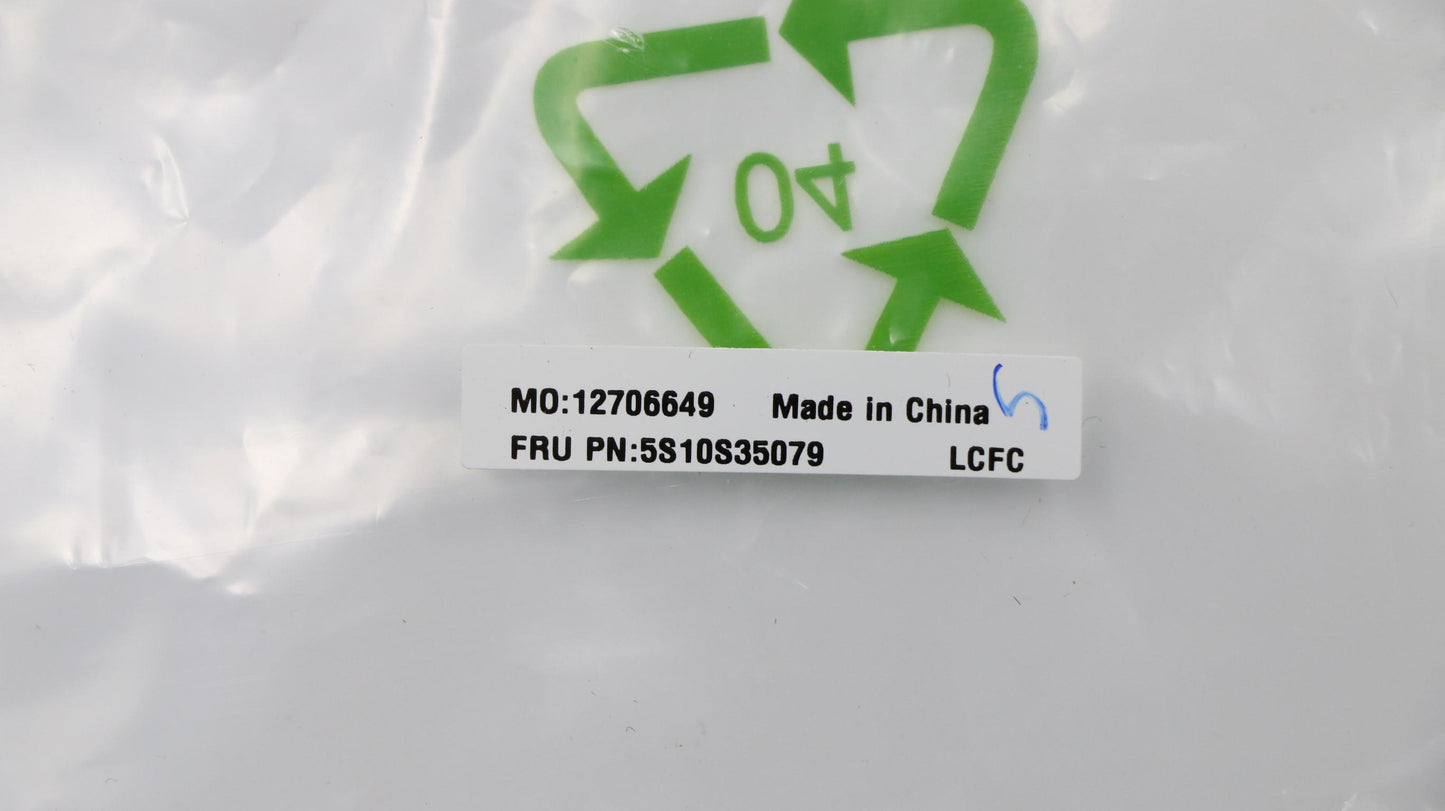 04
MO:12706649 Made in China
FRU PN:5S10S35079 LCFC